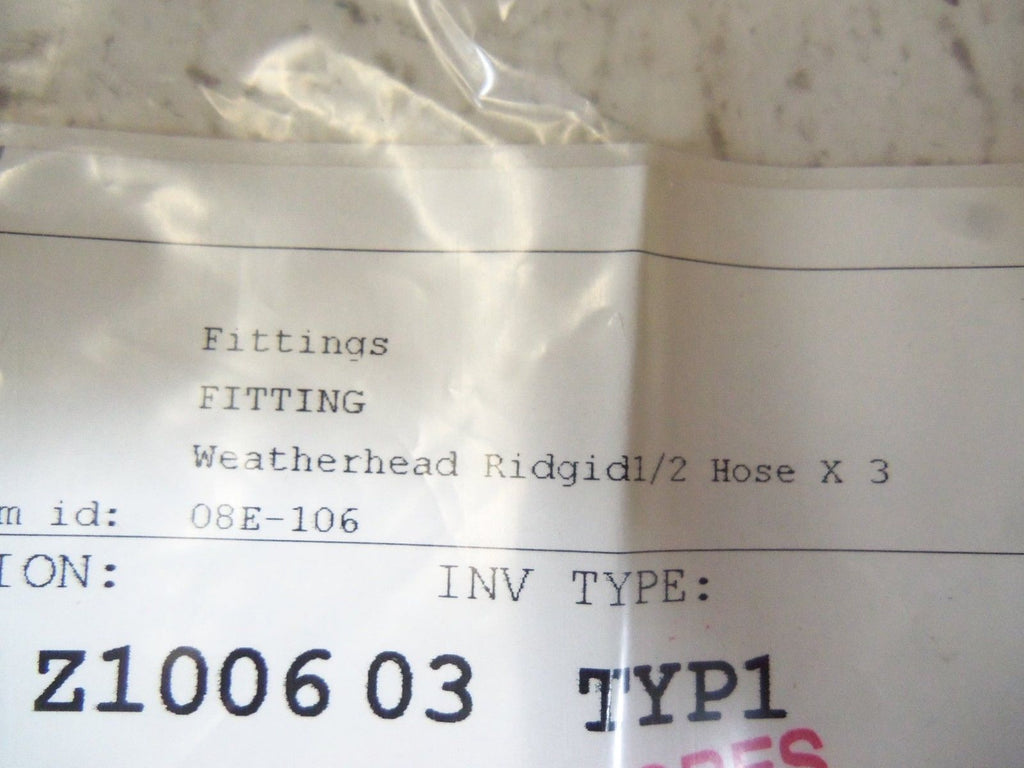 Fittings
FITTING
Weatherhead Ridgid1/2 Hose X 3
m id: 08E-106
ION: INV TYPE:
Z1006 03 TYP1